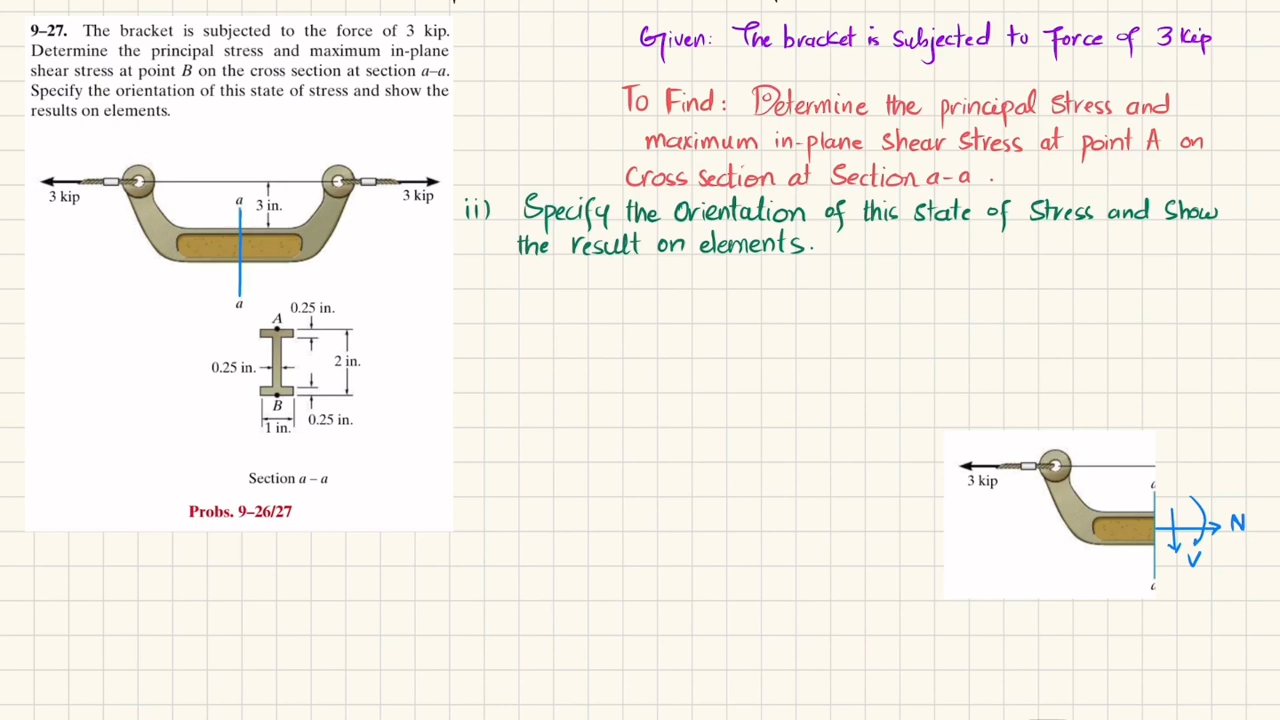 9–27. The bracket is subjected to the force of 3 kip.
Determine the principal stress and maximum in-plane
shear stress at point B on the cross section at section a–a.
Specify the orientation of this state of stress and show the
results on elements.
3 kip
3 kip
a
3 in.
a
A
0.25 in.
0.25 in.
2 in.
B
0.25 in.
1 in.
Section a – a
Probs. 9–26/27
Given: The bracket is subjected to force of 3 kip
To Find: Determine the principal stress and
maximum in-plane shear stress at point A on
Cross section at Section a-a .
ii) Specify the Orientation of this state of Stress and show
the result on elements.
3 kip
N
V